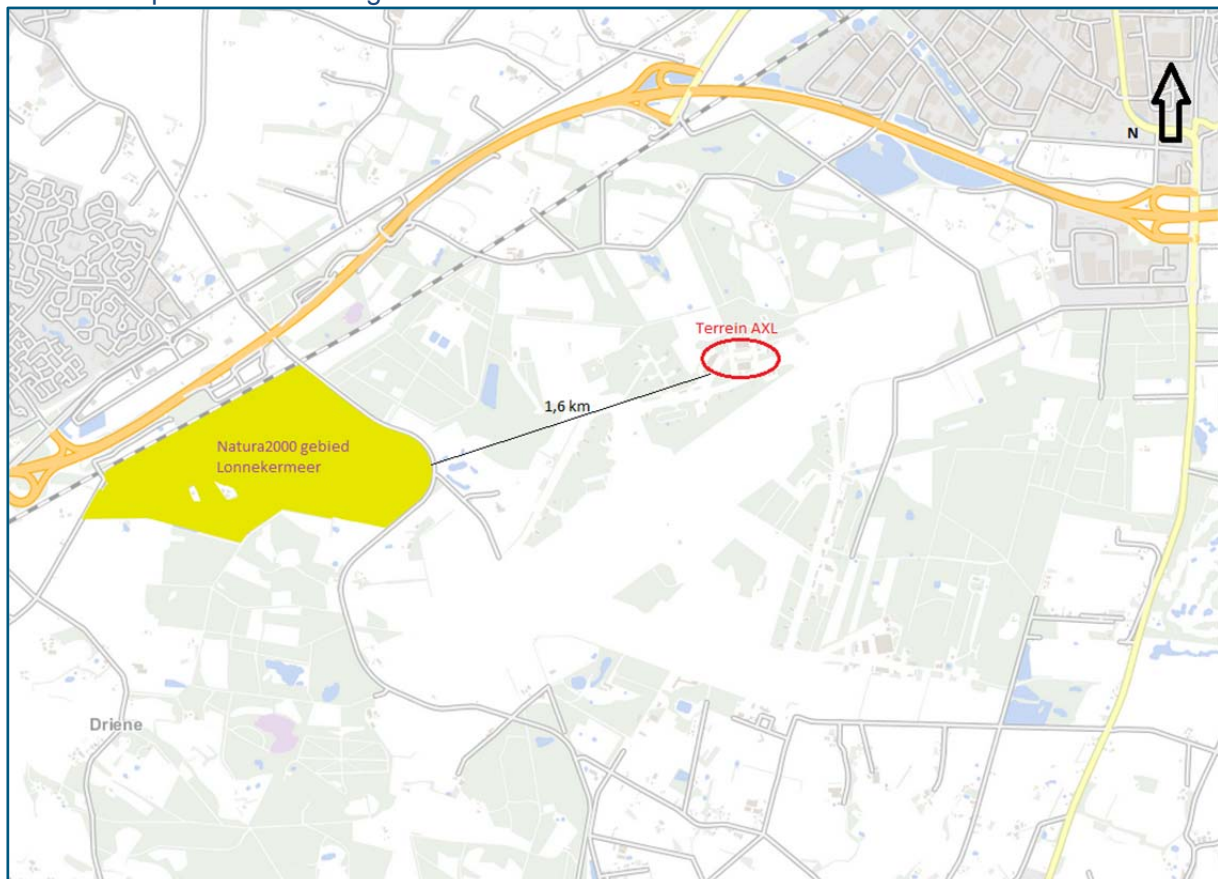 N
Terrein AXL
1,6 km
Natura2000 gebied
Lonnekermeer
Driene